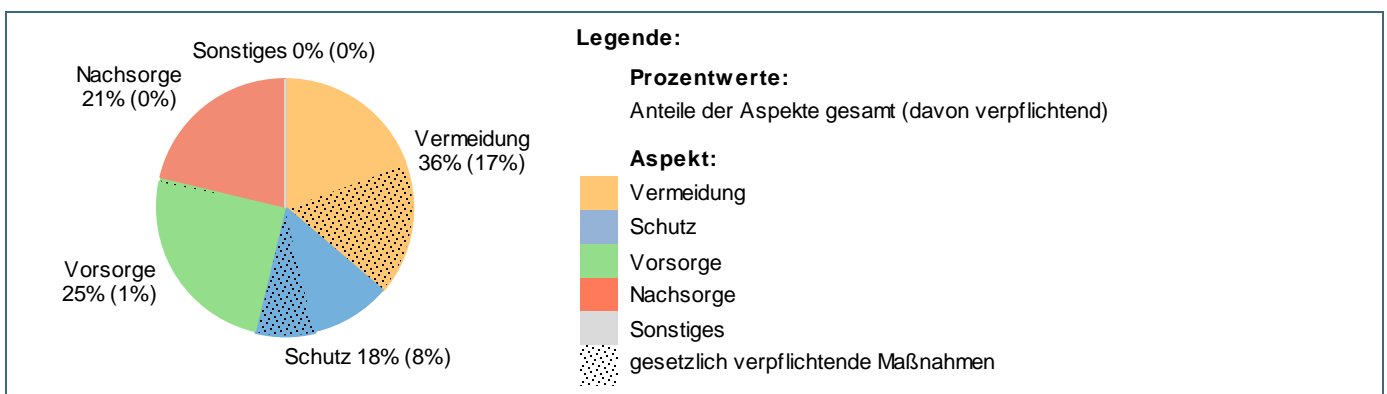 Sonstiges 0% (0%)
Nachsorge
21% (0%)
Vermeidung
36% (17%)
Vorsorge
25% (1%)
Schutz 18% (8%)
Legende:
Prozentwerte:
Anteile der Aspekte gesamt (davon verpflichtend)
Aspekt:
Vermeidung
Schutz
Vorsorge
Nachsorge
Sonstiges
gesetzlich verpflichtende Maßnahmen